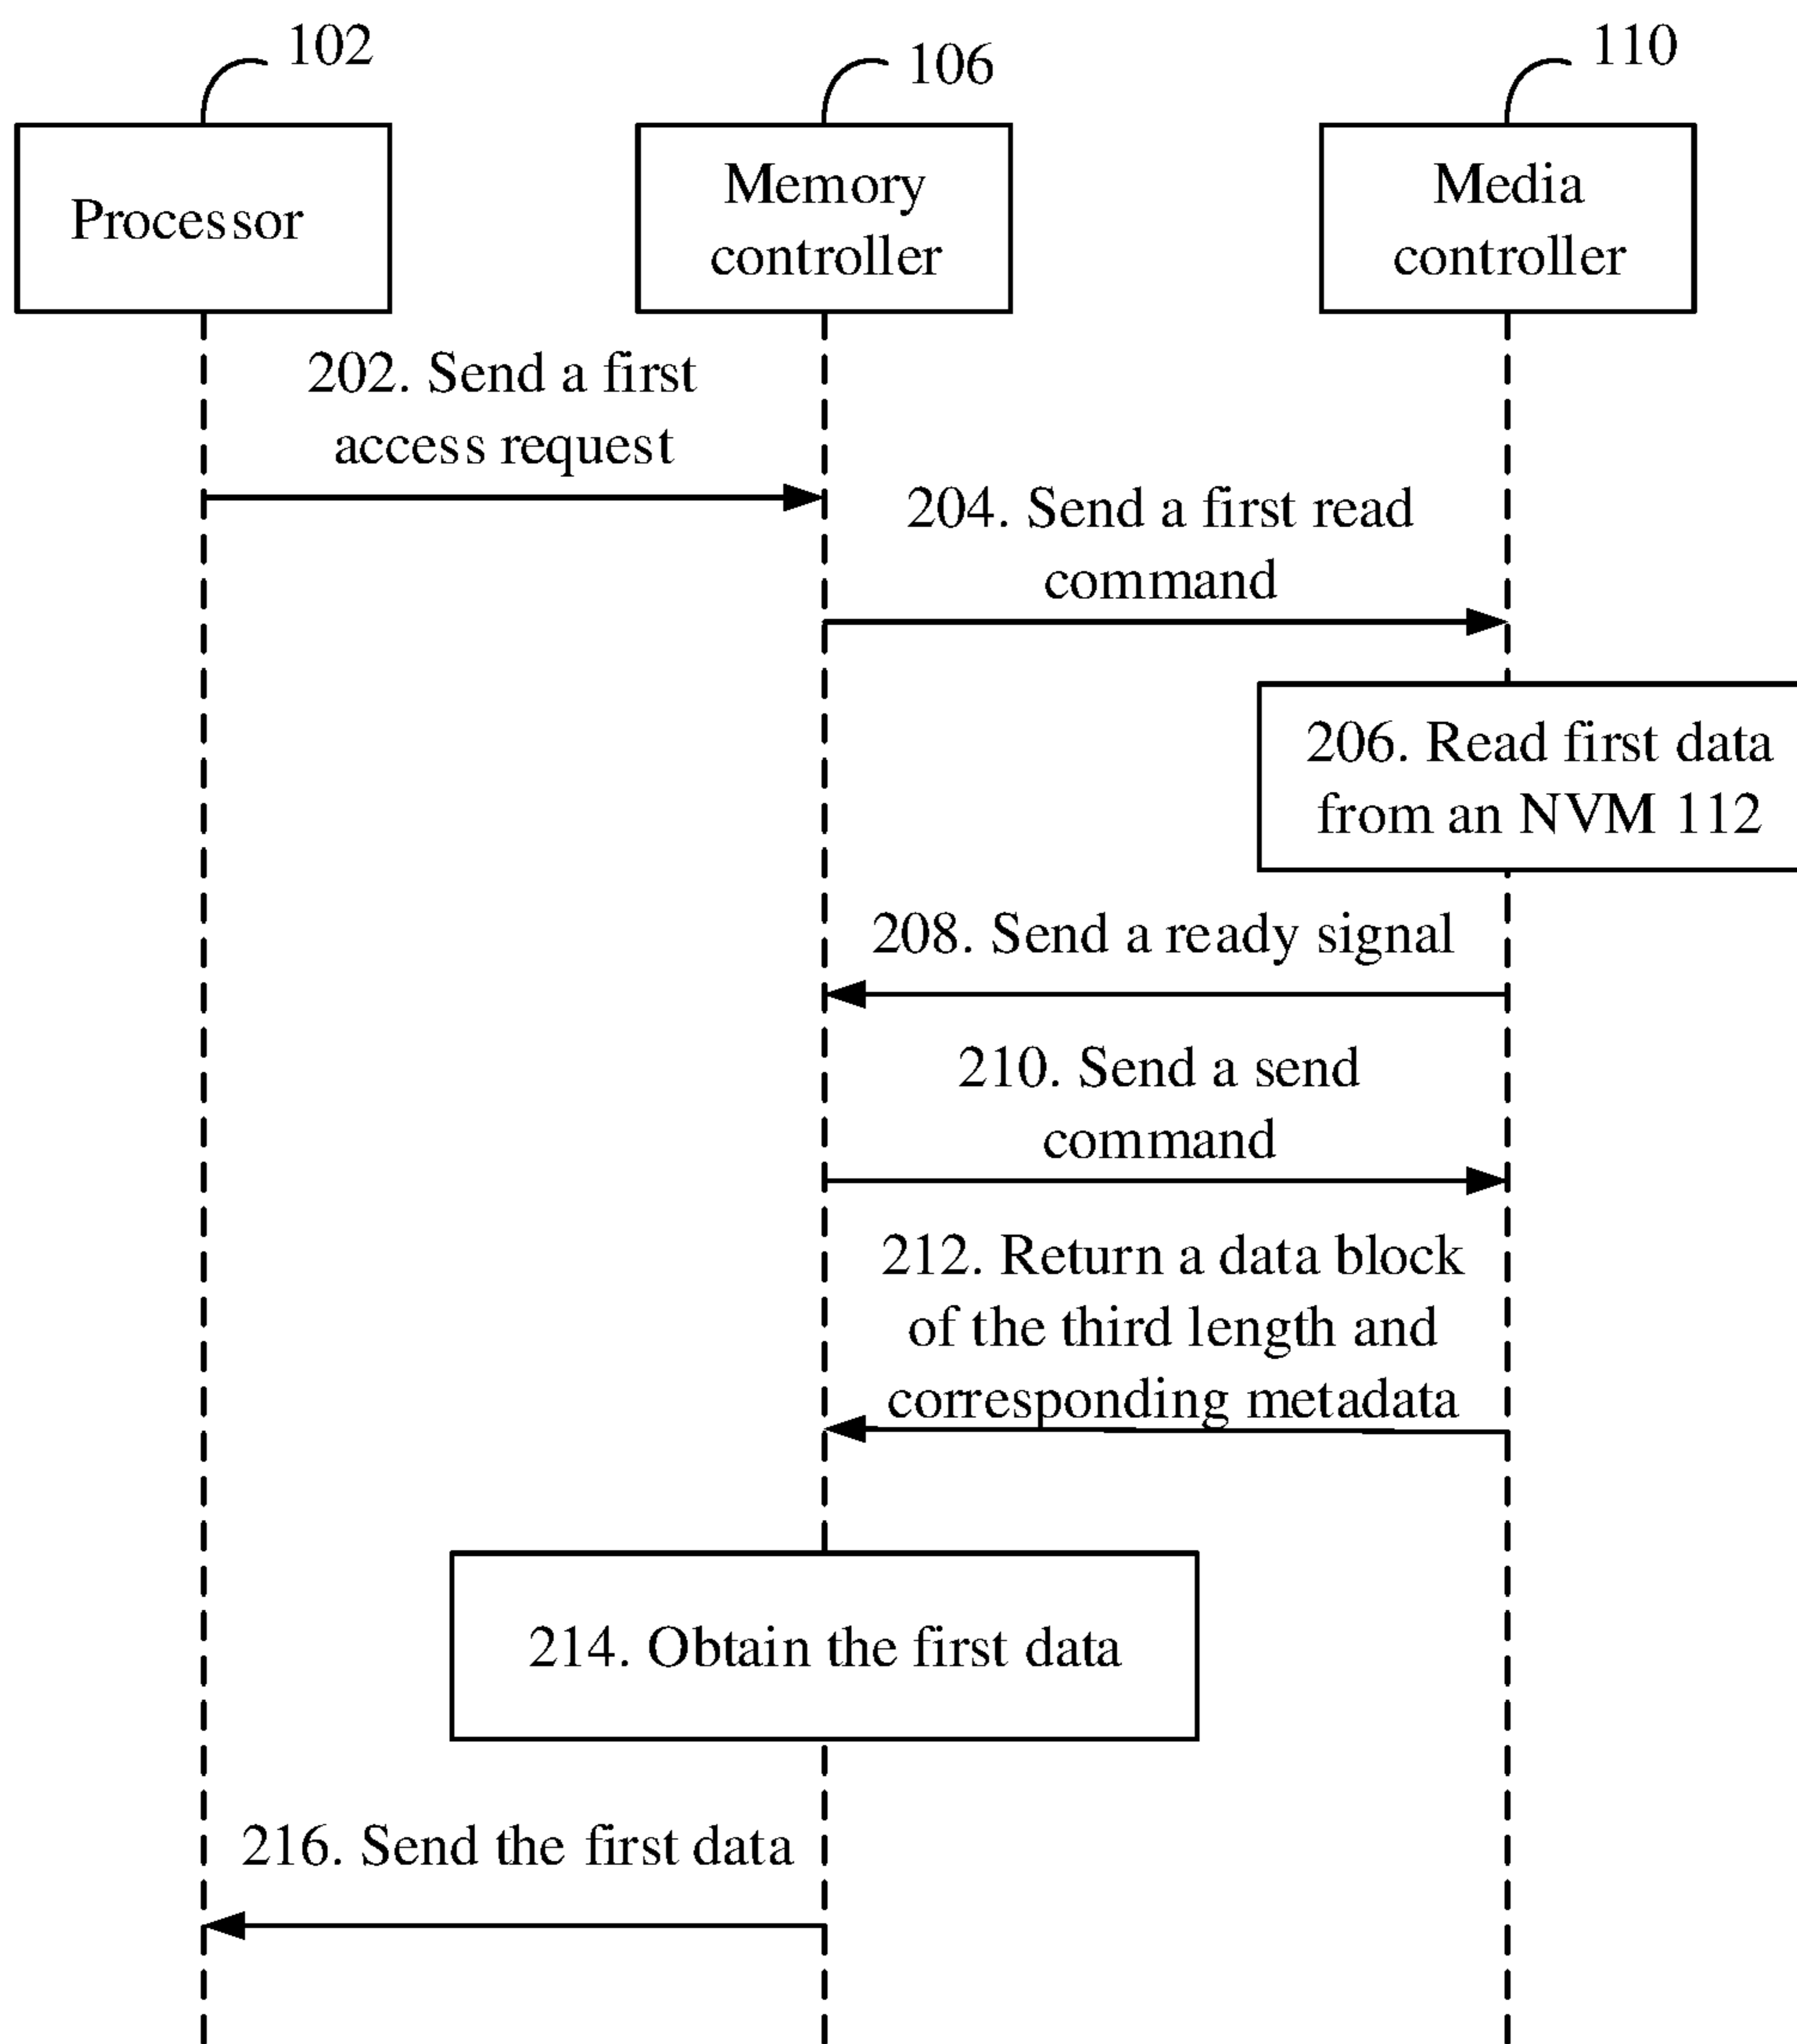 102
106
110
Processor
Memory
controller
Media
controller
202. Send a first
access request
204. Send a first read
command
206. Read first data
from an NVM 112
208. Send a ready signal
210. Send a send
command
212. Return a data block
of the third length and
corresponding metadata
214. Obtain the first data
216. Send the first data